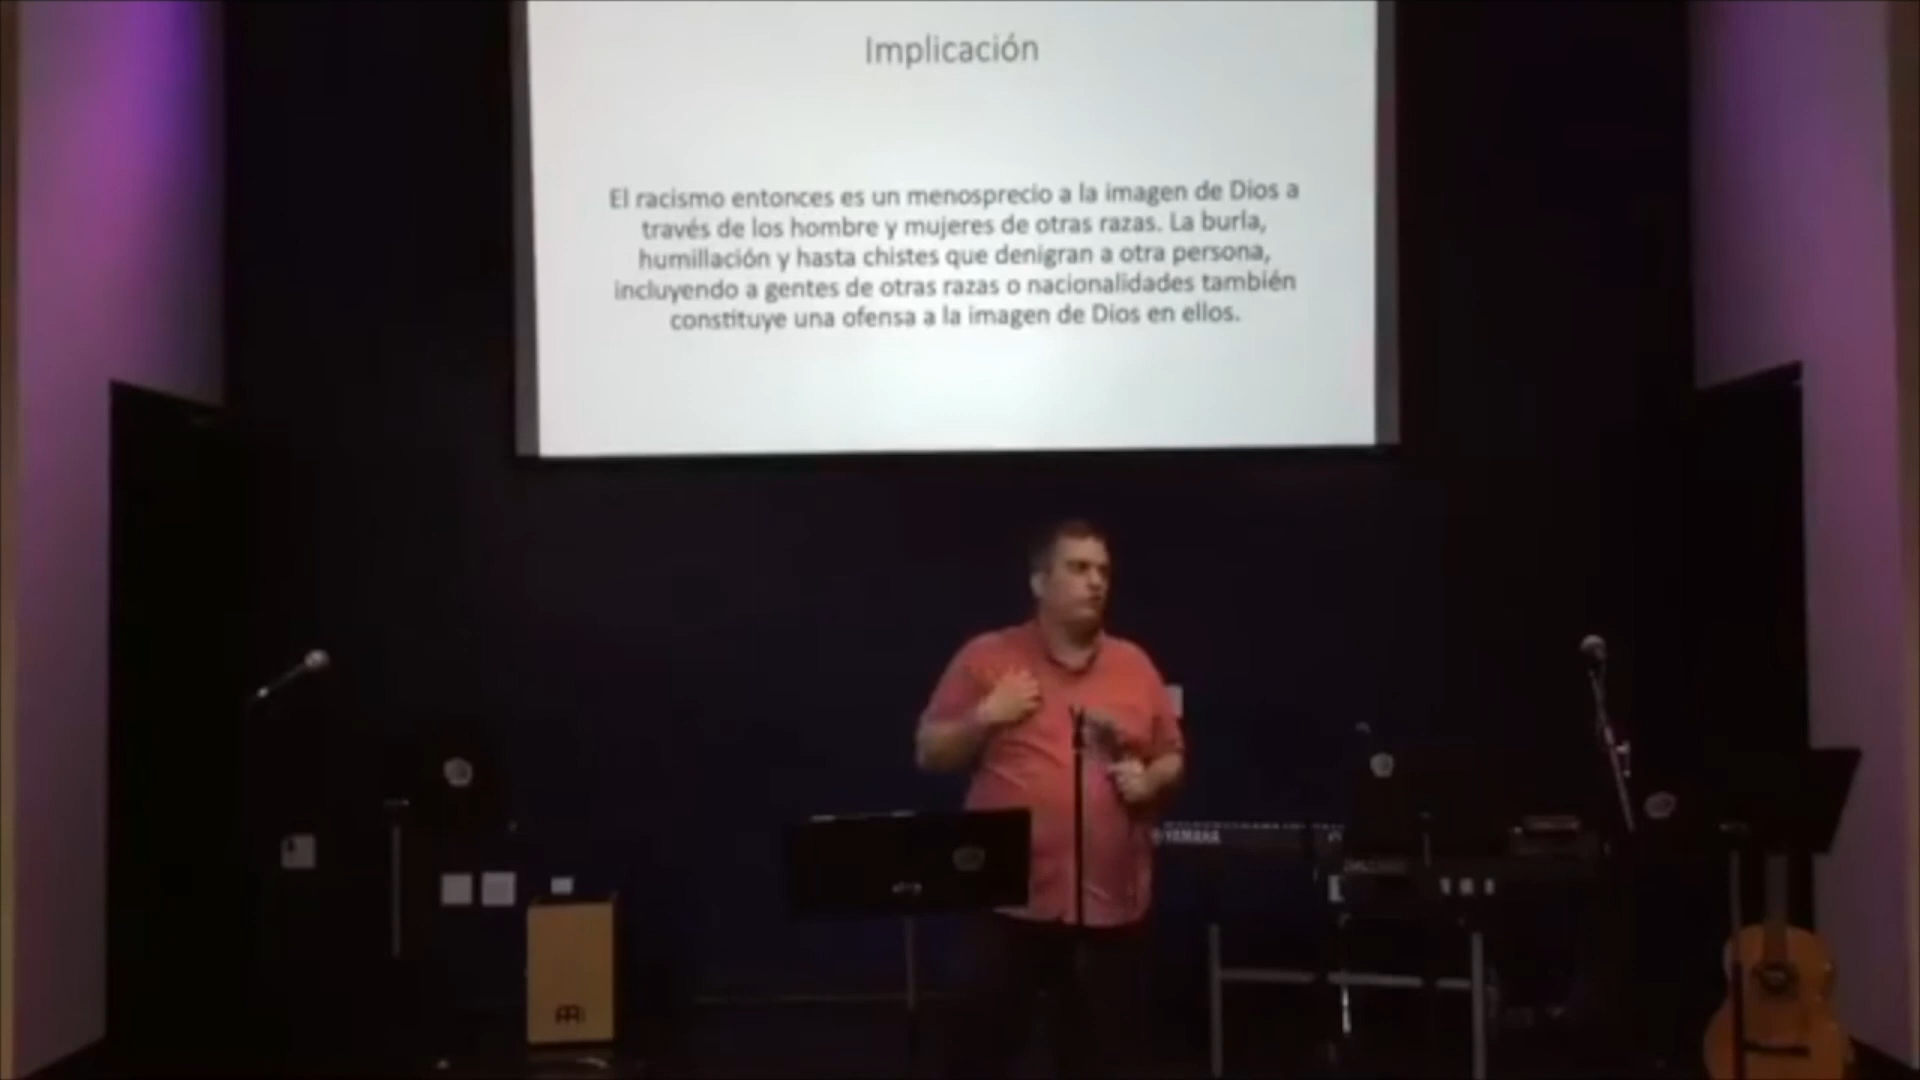 Implicación
El racismo entonces es un menosprecio a la imagen de Dios a
través de los hombre y mujeres de otras razas. La burla,
humillación y hasta chistes que denigran a otra persona,
incluyendo a gentes de otras razas o nacionalidades también
constituye una ofensa a la imagen de Dios en ellos.
YAMAHA